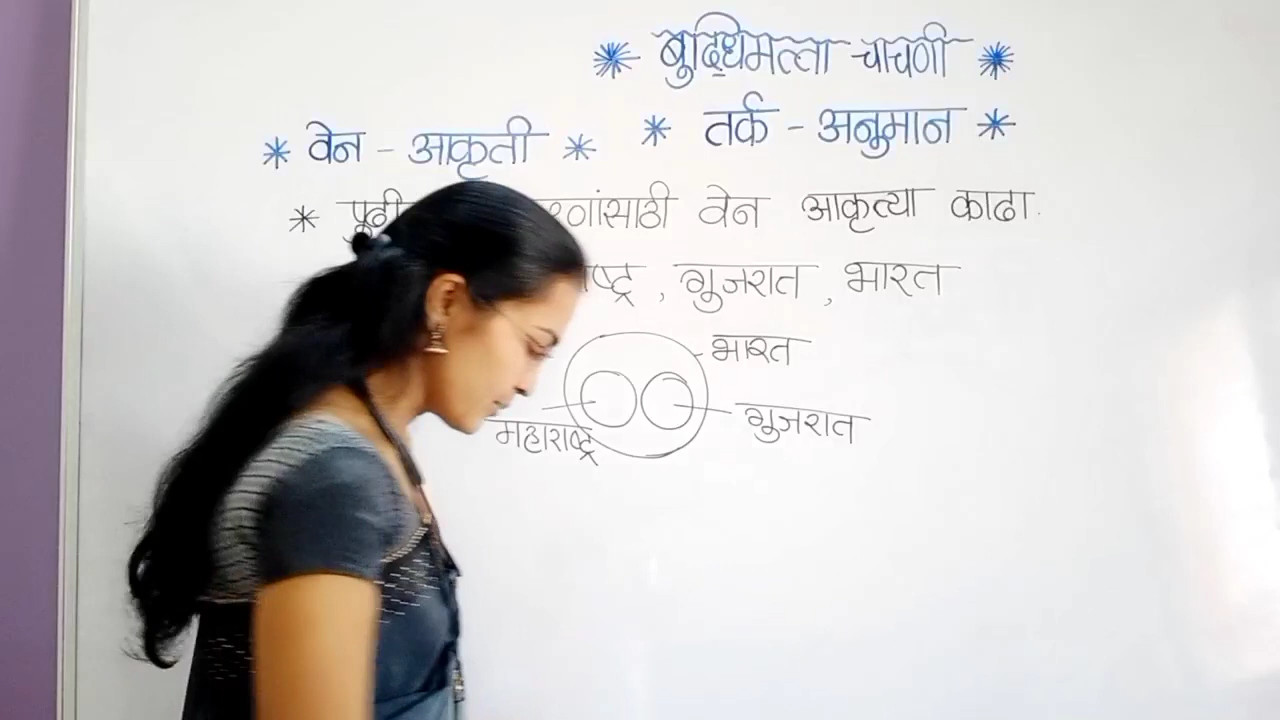 * बुद्धिमत्ता चाचणी *
* तर्क - अनुमान *
* वेन - आकृती *
* वेन आकृत्या काढा.
, गुजरात , भारत
भारत
गुजरात
महाराष्ट्र